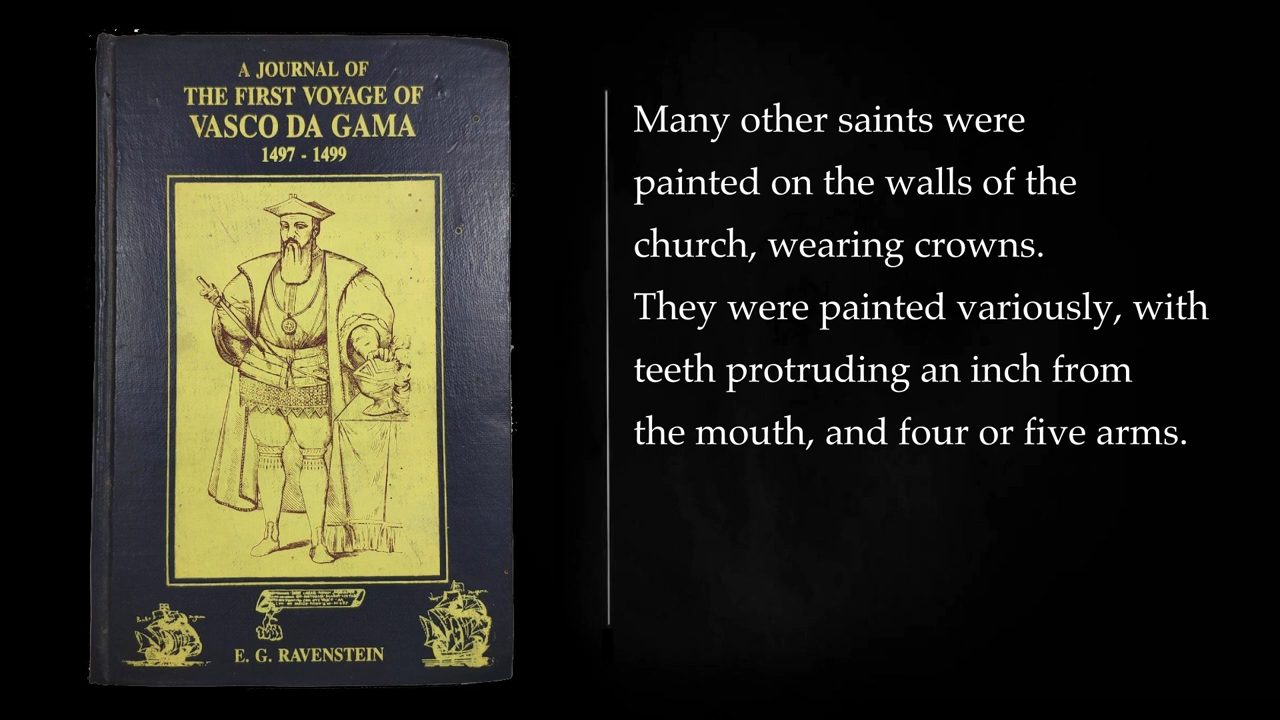 A JOURNAL OF
THE FIRST VOYAGE OF
VASCO DA GAMA
1497 - 1499
E. G. RAVENSTEIN
Many other saints were
painted on the walls of the
church, wearing crowns.
They were painted variously, with
teeth protruding an inch from
the mouth, and four or five arms.